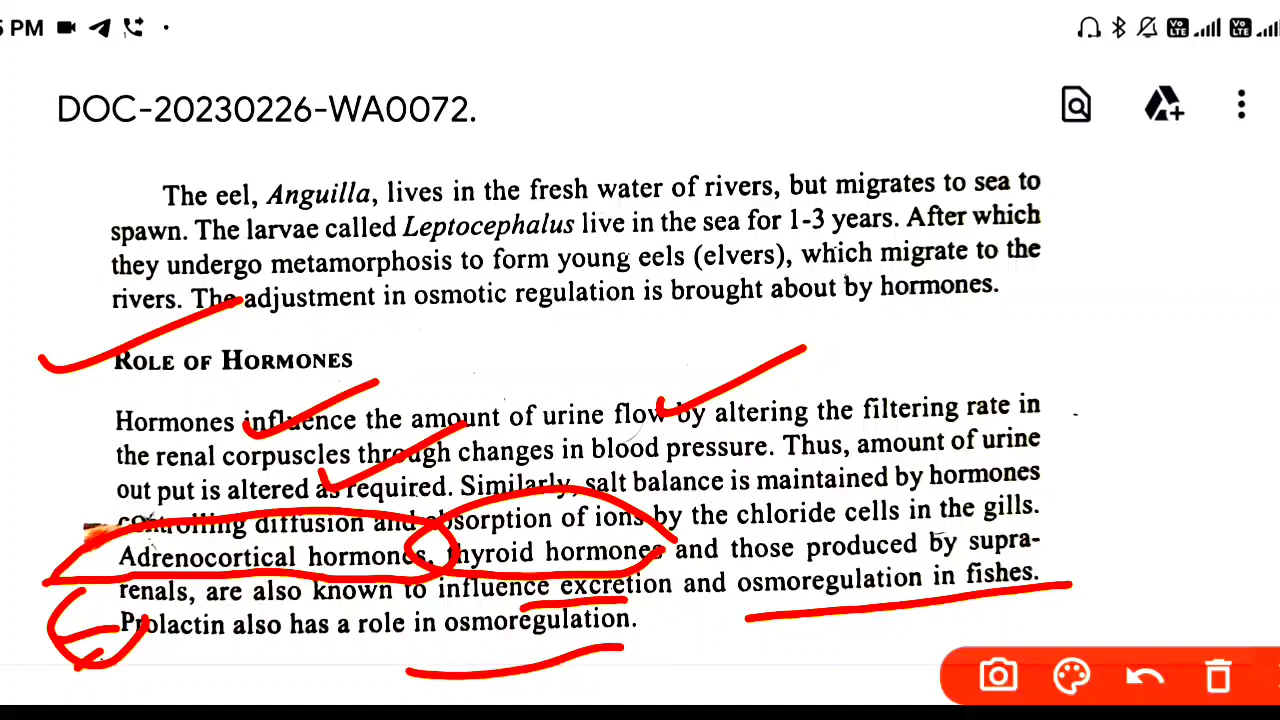 5 PM
DOC-20230226-WA0072.
The eel, Anguilla, lives in the fresh water of rivers, but migrates to sea to
spawn. The larvae called Leptocephalus live in the sea for 1-3 years. After which
they undergo metamorphosis to form young eels (elvers), which migrate to the
rivers. The adjustment in osmotic regulation is brought about by hormones.
ROLE OF HORMONES
Hormones influence the amount of urine flow by altering the filtering rate in
the renal corpuscles through changes in blood pressure. Thus, amount of urine
out put is altered as required. Similarly, salt balance is maintained by hormones
controlling diffusion and absorption of ions by the chloride cells in the gills.
Adrenocortical hormones, thyroid hormones and those produced by supra-
renals, are also known to influence excretion and osmoregulation in fishes.
Prolactin also has a role in osmoregulation.